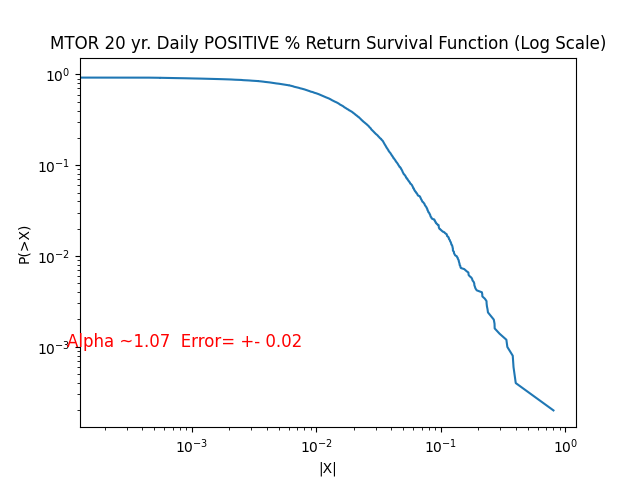 MTOR 20 yr. Daily POSITIVE % Return Survival Function (Log Scale)
10⁰
10⁻¹
10⁻²
10⁻³
P(>X)
Alpha ~1.07 Error= +- 0.02
10⁻³
10⁻²
10⁻¹
10⁰
|X|